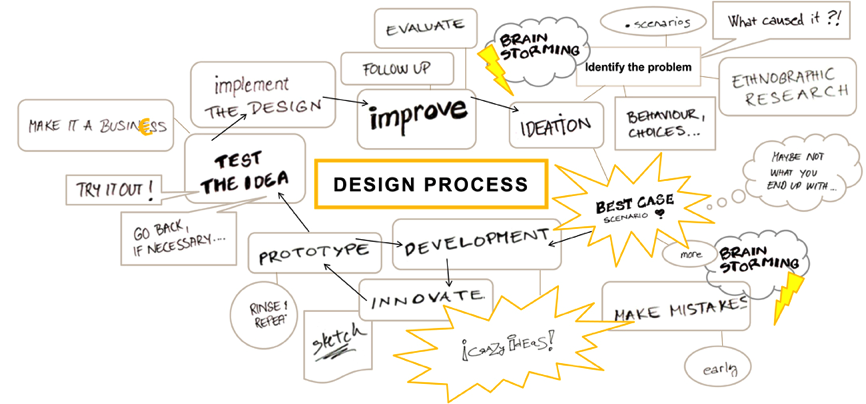 EVALUATE
FOLLOW UP
improve
implement
THE DESIGN
MAKE IT A BUSIN€SS
TEST
THE IDEA
TRY IT OUT !
GO BACK,
IF NECESSARY....
BRAIN
STORMING
.scenarios
What caused it ?!
Identify the problem
ETHNOGRAPHIC
RESEARCH
BEHAVIOUR,
CHOICES...
IDEATION
DESIGN PROCESS
BEST CASE
SCENARIO !
MAYBE NOT
WHAT YOU
END UP WITH...
PROTOTYPE
DEVELOPMENT
INNOVATE
RINSE &
REPEAT
sketch
¡CRAZY IHEAS!
more
BRAIN
STORMING
MAKE MISTAKES
early